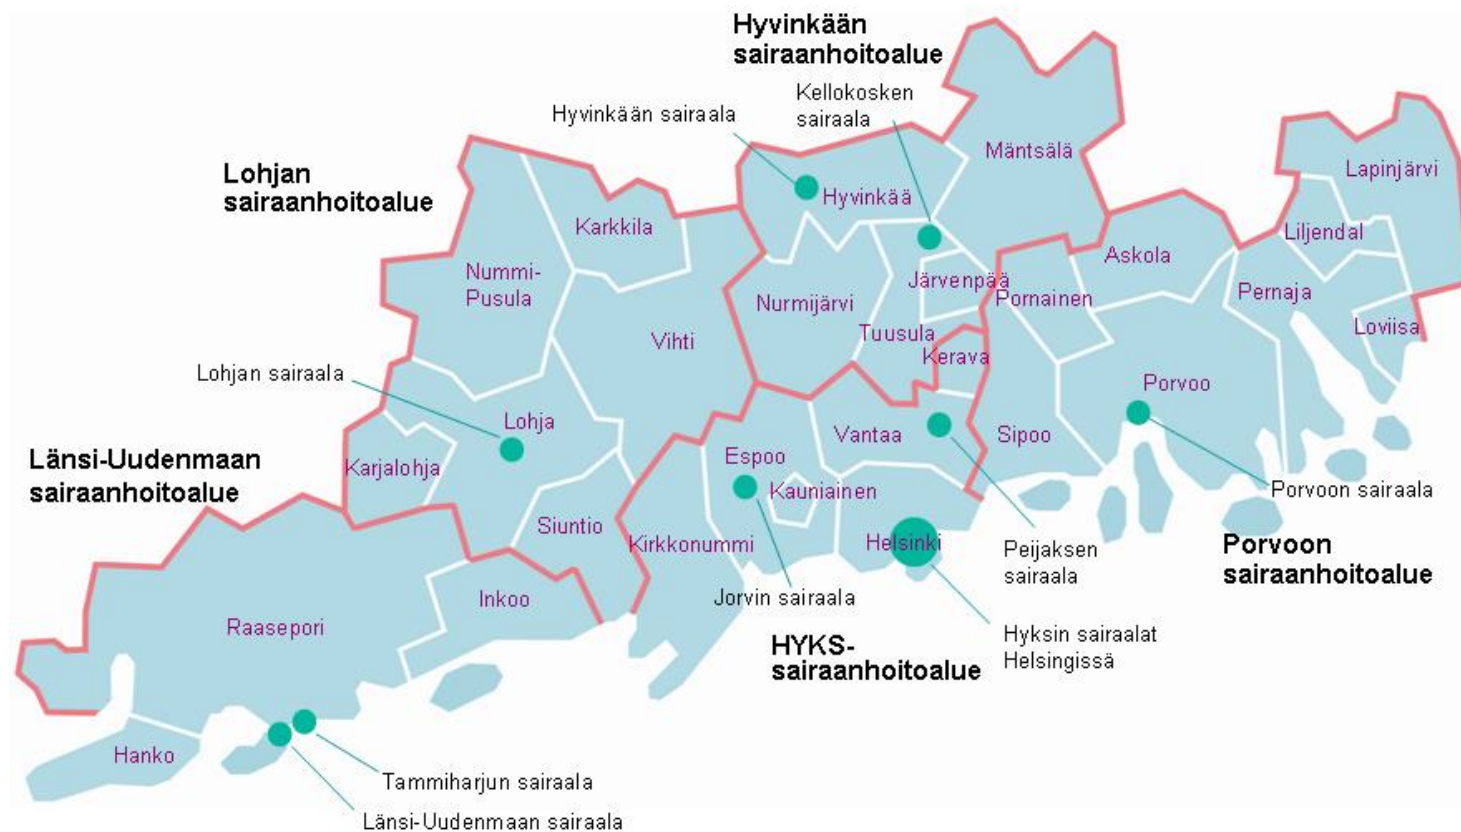 Hyvinkään
sairaanhoitoalue
Kellokosken
sairaala
Hyvinkään sairaala
Mäntsälä
Lapinjärvi
Lohjan
sairaanhoitoalue
Hyvinkää
Karkkila
Liljendal
Askola
Nummi-
Pusula
Järvenpää
Pornainen
Pernaja
Nurmijärvi
Loviisa
Vihti
Tuusula
Kerava
Lohjan sairaala
Porvoo
Lohja
Vantaa
Sipoo
Länsi-Uudenmaan
sairaanhoitoalue
Karjalohja
Espoo
Kauniainen
Porvoon sairaala
Siuntio
Kirkkonummi
Helsinki
Peijaksen
sairaala
Porvoon
sairaanhoitoalue
Inkoo
Jorvin sairaala
Raasepori
HYKS-
sairaanhoitoalue
Hyksin sairaalat
Helsingissä
Hanko
Tammiharjun sairaala
Länsi-Uudenmaan sairaala